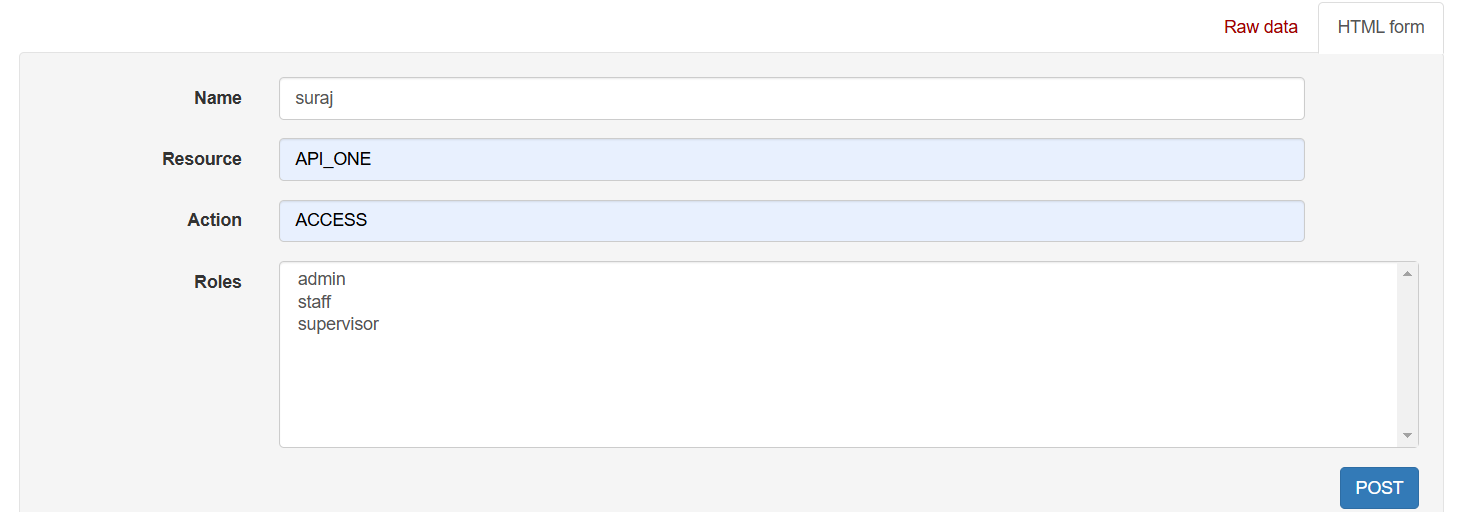 Raw data HTML form
Name suraj
Resource API_ONE
Action ACCESS
Roles admin
staff
supervisor
POST